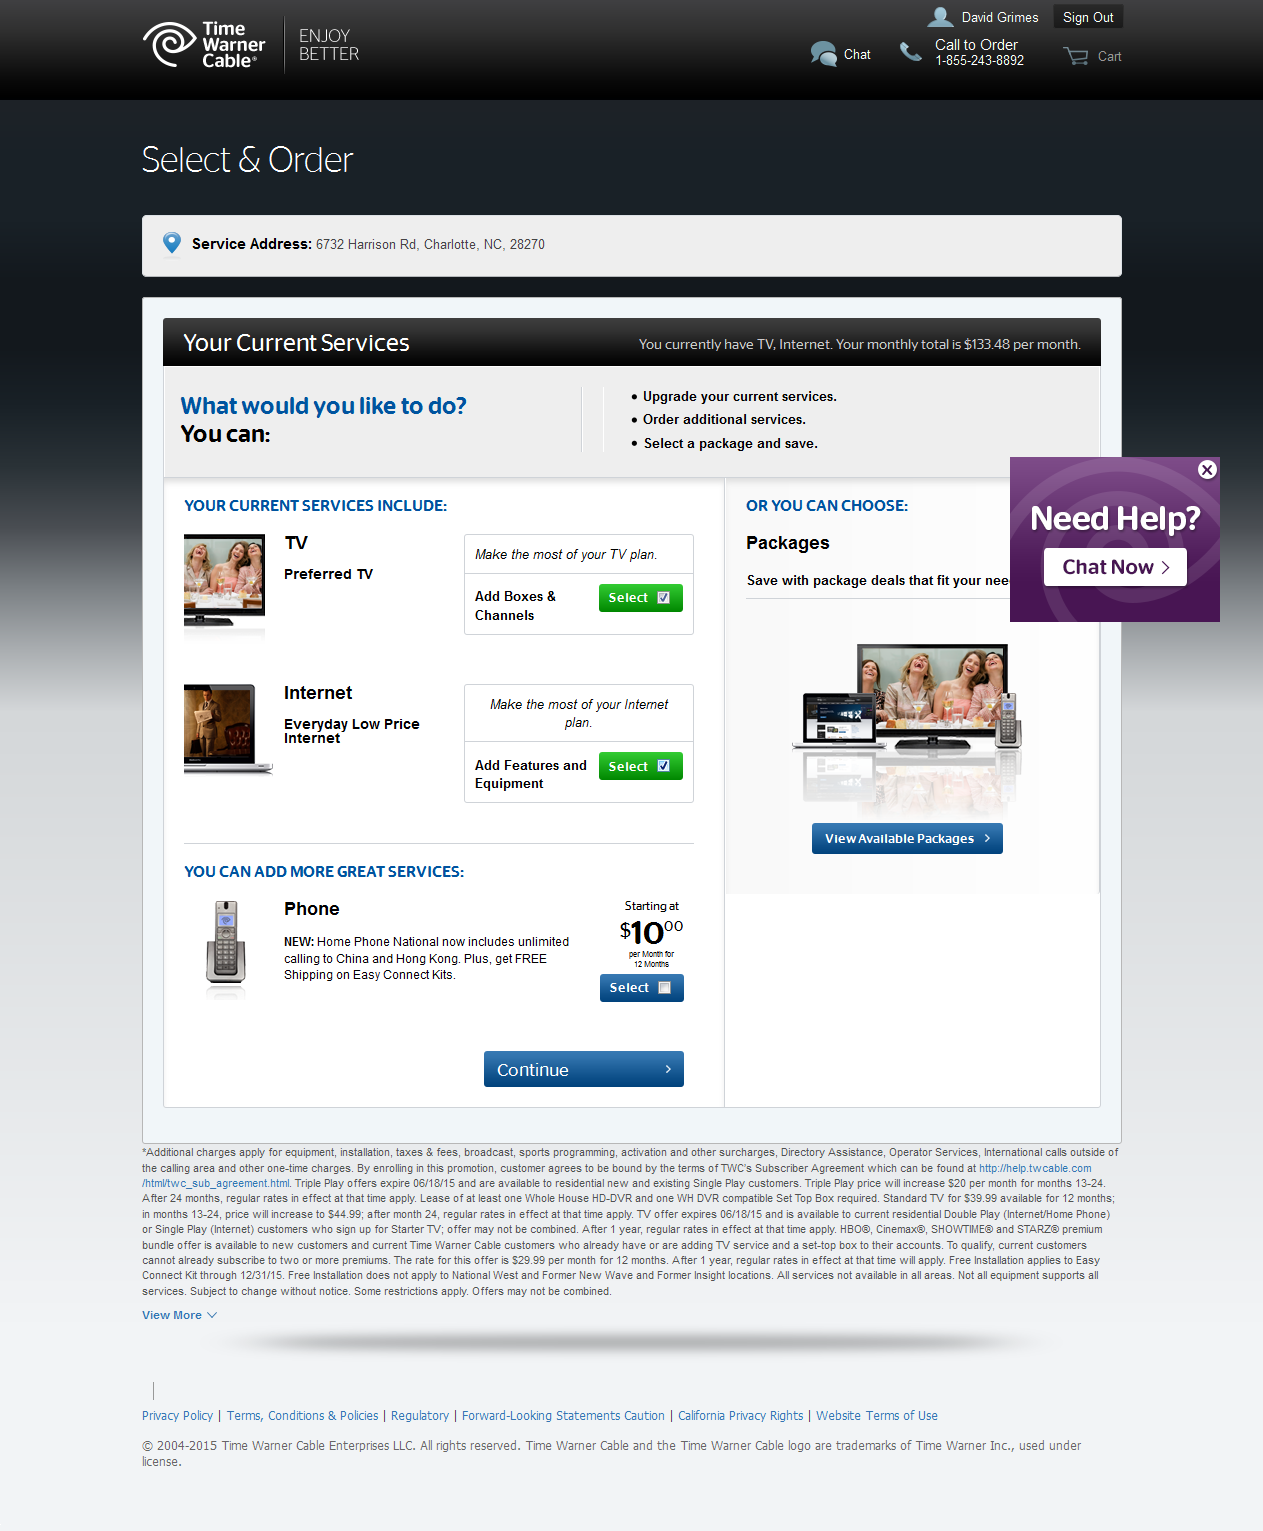 Time
Warner
Cable®
ENJOY
BETTER
David Grimes
Sign Out
Chat
Call to Order
1-855-243-8892
Cart
Select & Order
Service Address: 6732 Harrison Rd, Charlotte, NC, 28270
Your Current Services
You currently have TV, Internet. Your monthly total is $133.48 per month.
What would you like to do?
You can:
• Upgrade your current services.
• Order additional services.
• Select a package and save.
YOUR CURRENT SERVICES INCLUDE:
TV
Preferred TV
Make the most of your TV plan.
Add Boxes &
Channels
Select
Internet
Everyday Low Price
Internet
Make the most of your Internet
plan.
Add Features and
Equipment
Select
YOU CAN ADD MORE GREAT SERVICES:
Phone
NEW: Home Phone National now includes unlimited
calling to China and Hong Kong. Plus, get FREE
Shipping on Easy Connect Kits.
Starting at
$1000
per Month for
12 Months
Select
Continue
OR YOU CAN CHOOSE:
Packages
Save with package deals that fit your nee
View Available Packages
Need Help?
Chat Now
*Additional charges apply for equipment, installation, taxes & fees, broadcast, sports programming, activation and other surcharges, Directory Assistance, Operator Services, International calls outside of
the calling area and other one-time charges. By enrolling in this promotion, customer agrees to be bound by the terms of TWC's Subscriber Agreement which can be found at http://help.twcable.com
/html/twc_sub_agreement.html. Triple Play offers expire 06/18/15 and are available to residential new and existing Single Play customers. Triple Play price will increase $20 per month for months 13-24.
After 24 months, regular rates in effect at that time apply. Lease of at least one Whole House HD-DVR and one WH DVR compatible Set Top Box required. Standard TV for $39.99 available for 12 months;
in months 13-24, price will increase to $44.99; after month 24, regular rates in effect at that time apply. TV offer expires 06/18/15 and is available to current residential Double Play (Internet/Home Phone)
or Single Play (Internet) customers who sign up for Starter TV; offer may not be combined. After 1 year, regular rates in effect at that time apply. HBO®, Cinemax®, SHOWTIME® and STARZ® premium
bundle offer is available to new customers and current Time Warner Cable customers who already have or are adding TV service and a set-top box to their accounts. To qualify, current customers
cannot already subscribe to two or more premiums. The rate for this offer is $29.99 per month for 12 months. After 1 year, regular rates in effect at that time will apply. Free Installation applies to Easy
Connect Kit through 12/31/15. Free Installation does not apply to National West and Former New Wave and Former Insight locations. All services not available in all areas. Not all equipment supports all
services. Subject to change without notice. Some restrictions apply. Offers may not be combined.
View More
Privacy Policy | Terms, Conditions & Policies | Regulatory | Forward-Looking Statements Caution | California Privacy Rights | Website Terms of Use
© 2004-2015 Time Warner Cable Enterprises LLC. All rights reserved. Time Warner Cable and the Time Warner Cable logo are trademarks of Time Warner Inc., used under
license.